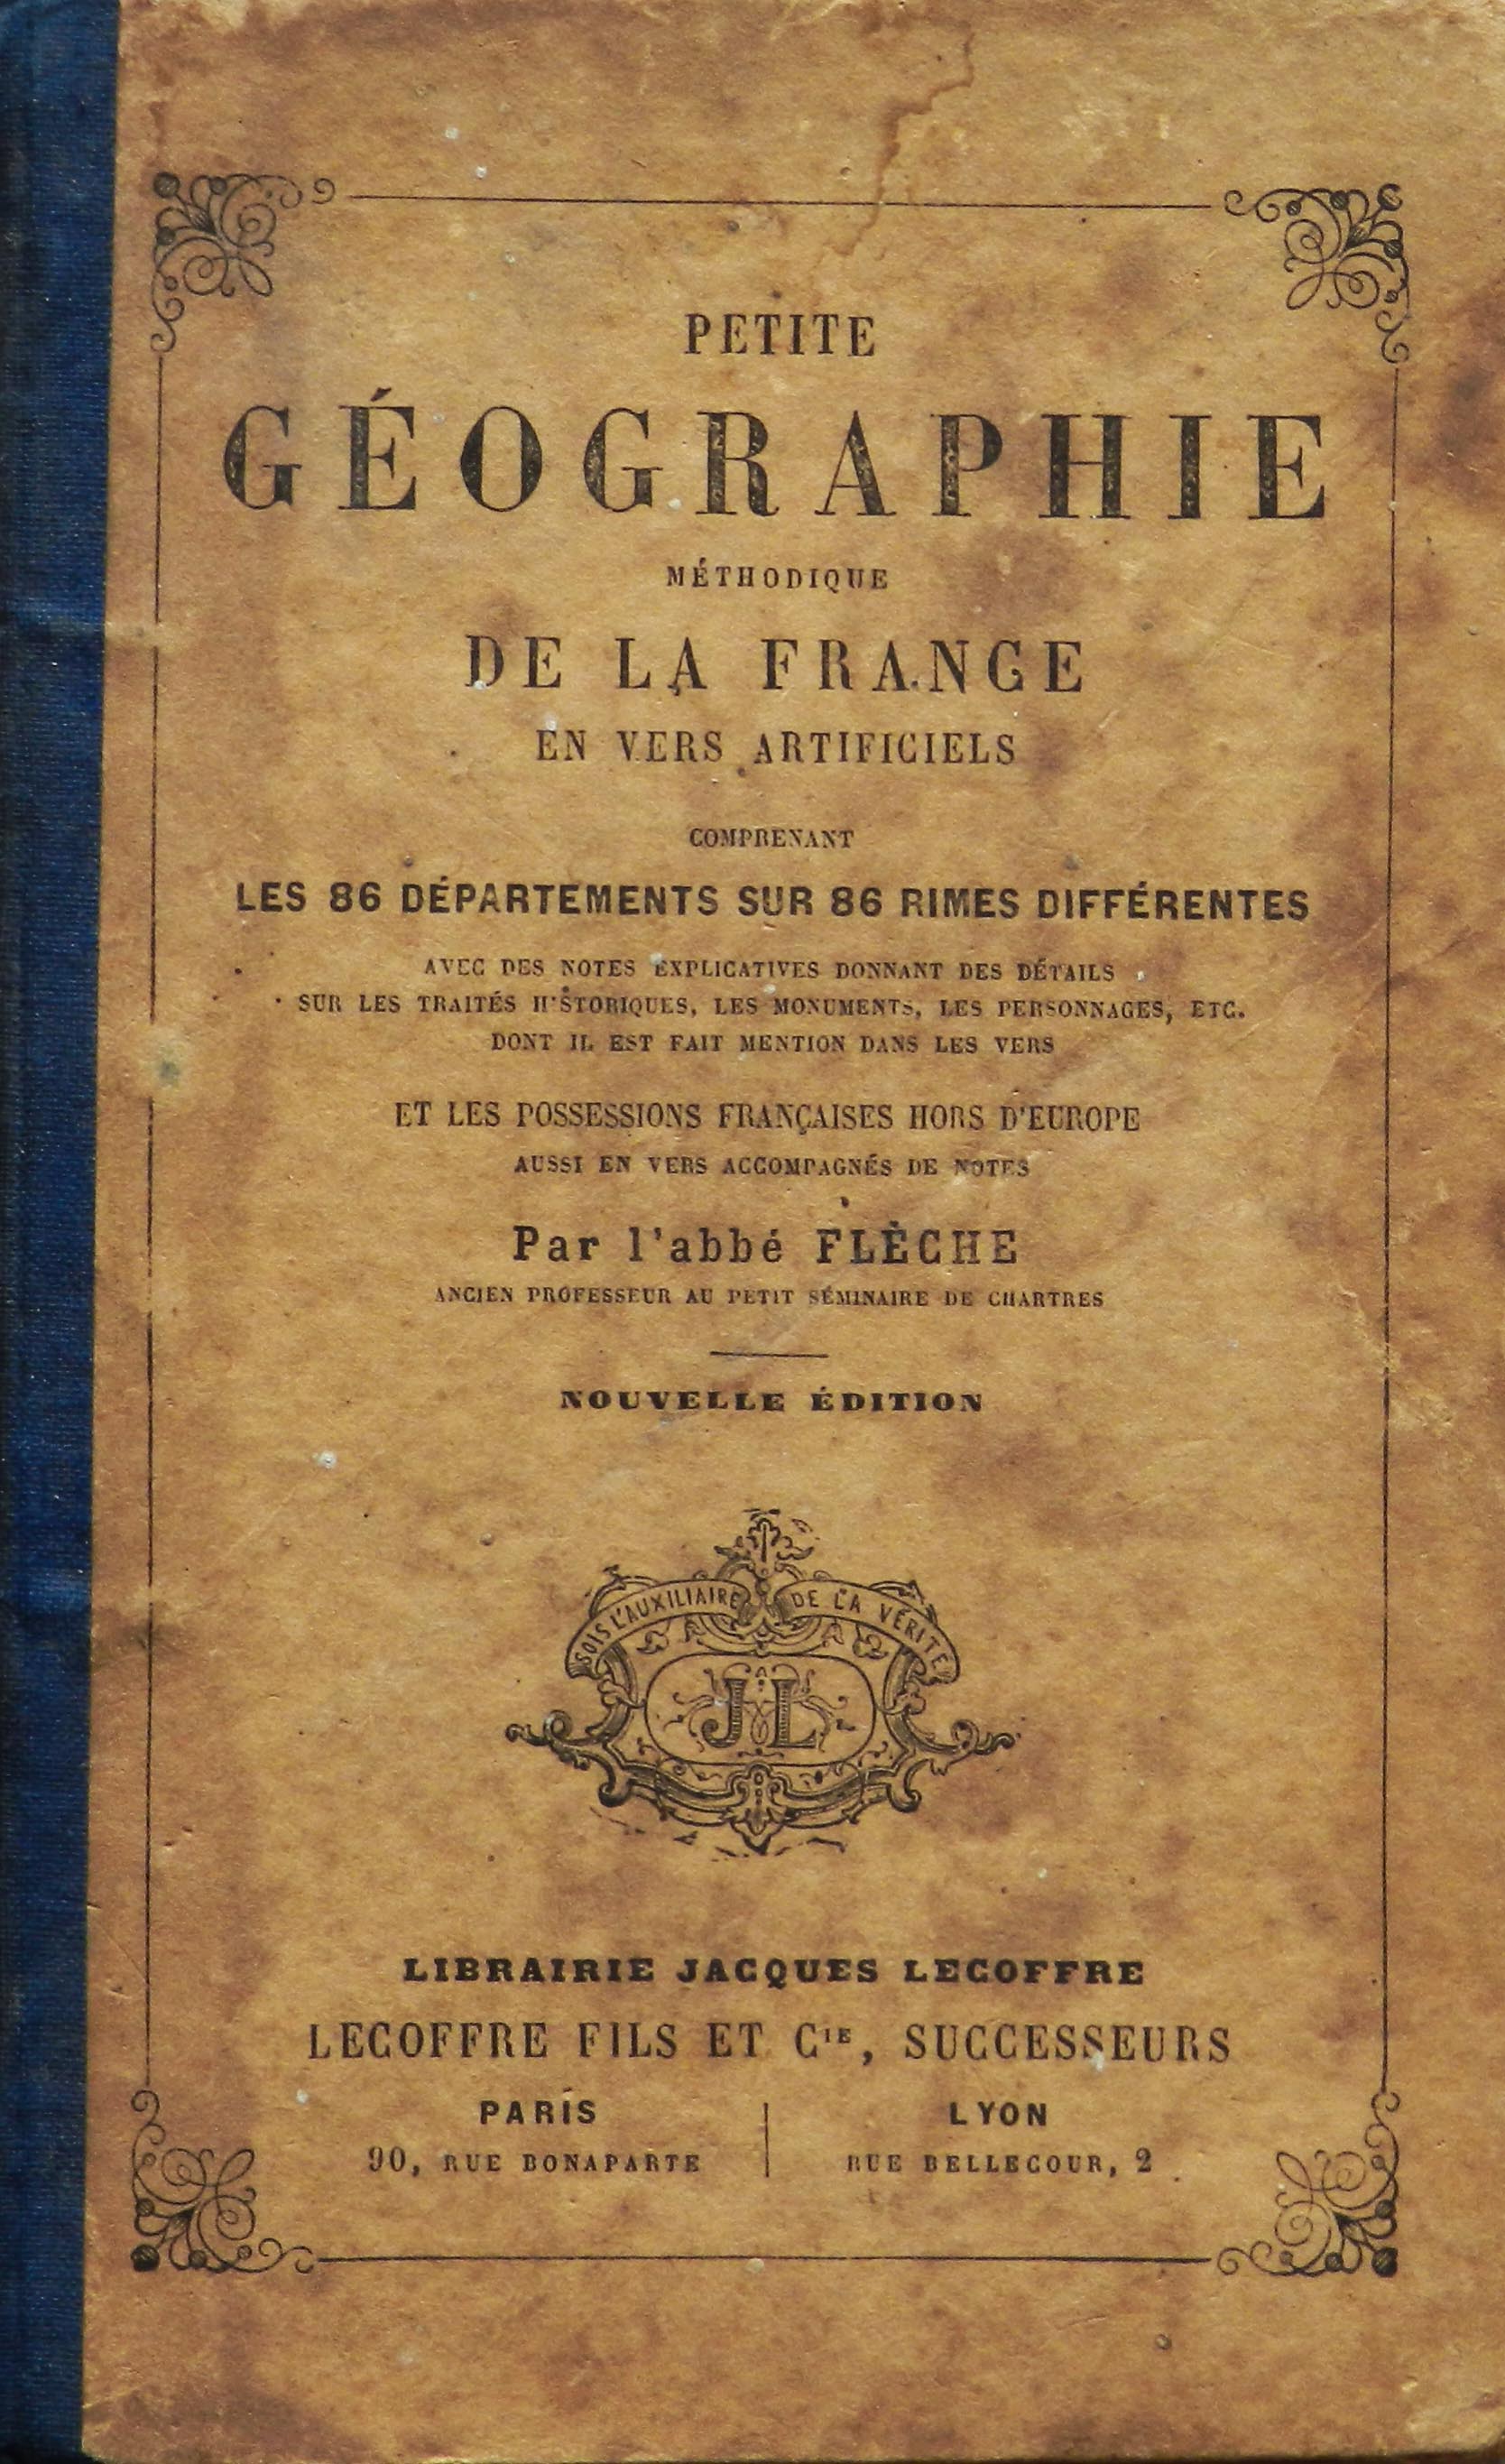 PETITE
GÉOGRAPHIE
MÉTHODIQUE
DE LA FRANCE
EN VERS ARTIFICIELS
COMPRENANT
LES 86 DÉPARTEMENTS SUR 86 RIMES DIFFÉRENTES
AVEC DES NOTES EXPLICATIVES DONNANT DES DÉTAILS
SUR LES TRAITÉS HISTORIQUES, LES MONUMENTS, LES PERSONNAGES, ETC.
DONT IL EST FAIT MENTION DANS LES VERS
ET LES POSSESSIONS FRANÇAISES HORS D'EUROPE
AUSSI EN VERS ACCOMPAGNÉS DE NOTES
Par l'abbé FLÈCHE
ANCIEN PROFESSEUR AU PETIT SÉMINAIRE DE CHARTRES
NOUVELLE ÉDITION
SOIS L'AUXILIAIRE DE LA VÉRITÉ
JL
LIBRAIRIE JACQUES LECOFFRE
LECOFFRE FILS ET CIE, SUCCESSEURS
PARIS
90, RUE BONAPARTE
LYON
RUE BELLECOUR, 2